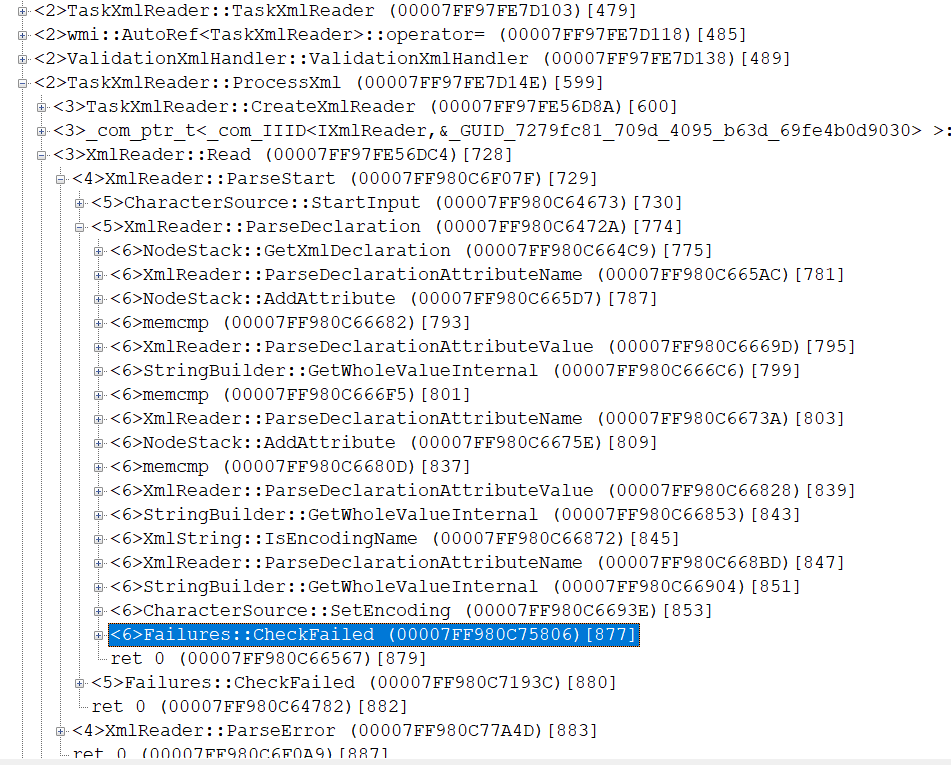 <2>TaskXmlReader::TaskXmlReader (00007FF97FE7D103)[479]
<2>wmi::AutoRef<TaskXmlReader>::operator= (00007FF97FE7D118)[485]
<2>ValidationXmlHandler::ValidationXmlHandler (00007FF97FE7D138)[489]
<2>TaskXmlReader::ProcessXml (00007FF97FE7D14E)[599]
<3>TaskXmlReader::CreateXmlReader (00007FF97FE56D8A)[600]
<3>_com_ptr_t<_com_IIID<IXmlReader,&_GUID_7279fc81_709d_4095_b63d_69fe4b0d9030> >:
<3>XmlReader::Read (00007FF97FE56DC4)[728]
<4>XmlReader::ParseStart (00007FF980C6F07F)[729]
<5>CharacterSource::StartInput (00007FF980C64673)[730]
<5>XmlReader::ParseDeclaration (00007FF980C6472A)[774]
<6>NodeStack::GetXmlDeclaration (00007FF980C664C9)[775]
<6>XmlReader::ParseDeclarationAttributeName (00007FF980C665AC)[781]
<6>NodeStack::AddAttribute (00007FF980C665D7)[787]
<6>memcmp (00007FF980C66682)[793]
<6>XmlReader::ParseDeclarationAttributeValue (00007FF980C6669D)[795]
<6>StringBuilder::GetWholeValueInternal (00007FF980C666C6)[799]
<6>memcmp (00007FF980C666F5)[801]
<6>XmlReader::ParseDeclarationAttributeName (00007FF980C6673A)[803]
<6>NodeStack::AddAttribute (00007FF980C6675E)[809]
<6>memcmp (00007FF980C6680D)[837]
<6>XmlReader::ParseDeclarationAttributeValue (00007FF980C66828)[839]
<6>StringBuilder::GetWholeValueInternal (00007FF980C66853)[843]
<6>XmlString::IsEncodingName (00007FF980C66872)[845]
<6>XmlReader::ParseDeclarationAttributeName (00007FF980C668BD)[847]
<6>StringBuilder::GetWholeValueInternal (00007FF980C66904)[851]
<6>CharacterSource::SetEncoding (00007FF980C6693E)[853]
<6>Failures::CheckFailed (00007FF980C75806)[877]
ret 0 (00007FF980C66567)[879]
<5>Failures::CheckFailed (00007FF980C7193C)[880]
ret 0 (00007FF980C64782)[882]
<4>XmlReader::ParseError (00007FF980C77A4D)[883]
ret 0 (00007FF980C6F0A9)[887]